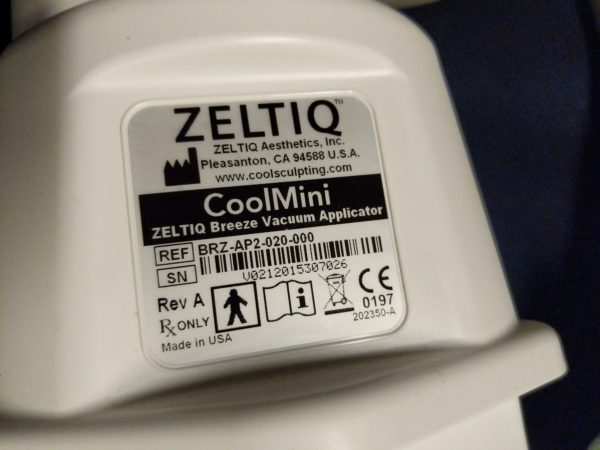 ZELTIQ™
ZELTIQ Aesthetics, Inc.
Pleasanton, CA 94588 U.S.A.
www.coolsculpting.com
CoolMini
ZELTIQ Breeze Vacuum Applicator
REF BRZ-AP2-020-000
SN
V0212015307026
Rev A
CE
0197
Rx ONLY
202350-A
Made in USA